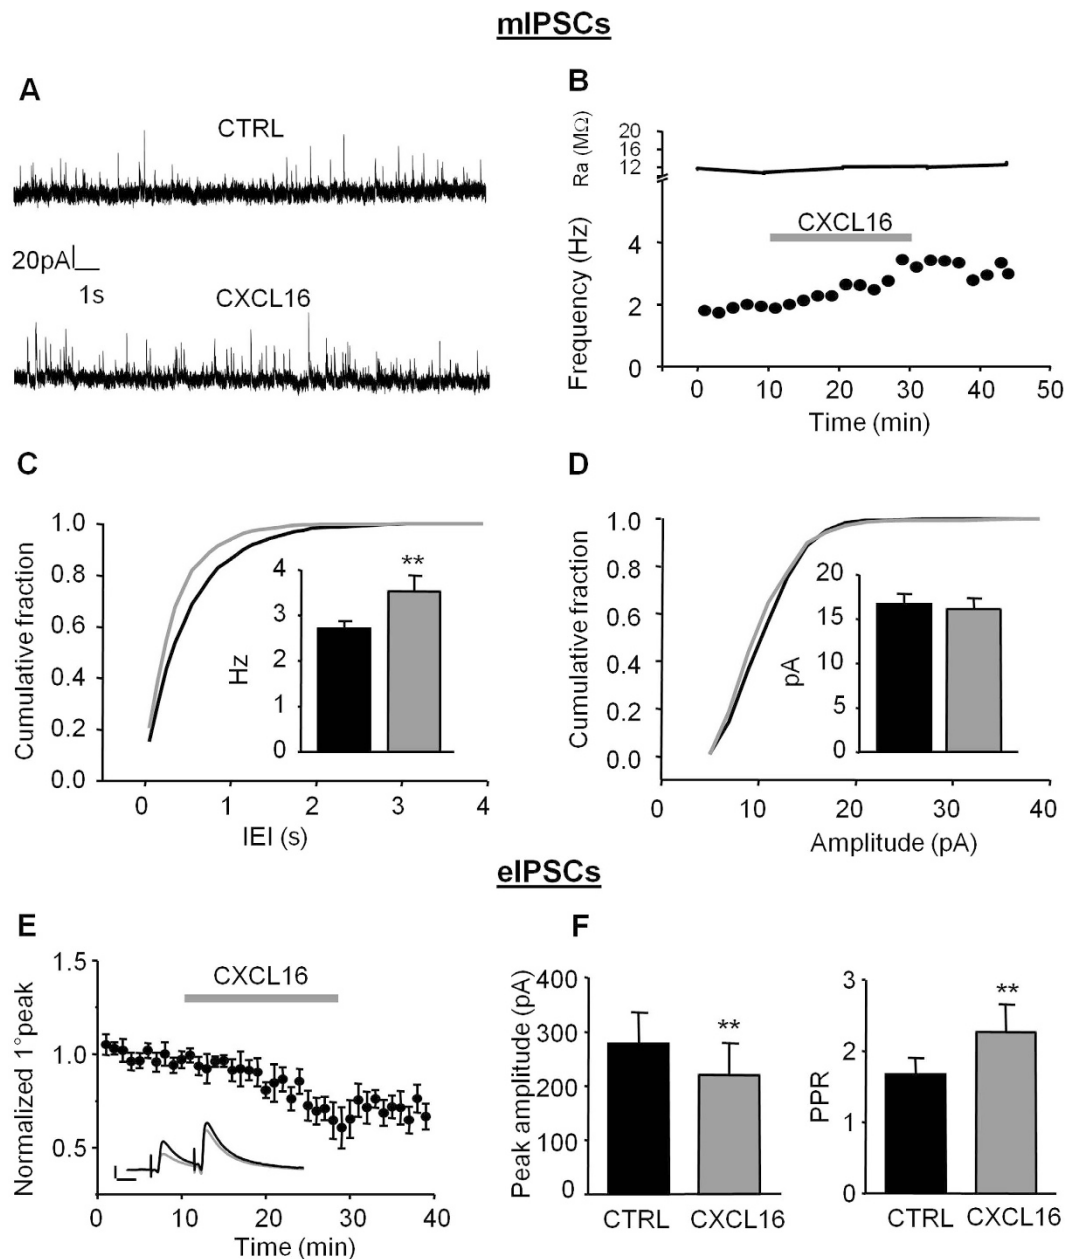 mIPSCs
A
CTRL
20pA
1s
CXCL16
B
Ra (MΩ)
20
16
12
CXCL16
Frequency (Hz)
4
2
0
0 10 20 30 40 50
Time (min)
C
Cumulative fraction
1.0
0.8
0.6
0.4
0.2
0.0
**
Hz
4
3
2
1
0
0 1 2 3 4
IEI (s)
D
Cumulative fraction
1.0
0.8
0.6
0.4
0.2
0.0
pA
20
15
10
5
0
0 10 20 30 40
Amplitude (pA)
eIPSCs
E
Normalized 1°peak
1.5
1.0
0.5
CXCL16
0 10 20 30 40
Time (min)
F
Peak amplitude (pA)
400
300
200
100
0
**
CTRL CXCL16
PPR
3
2
1
0
**
CTRL CXCL16